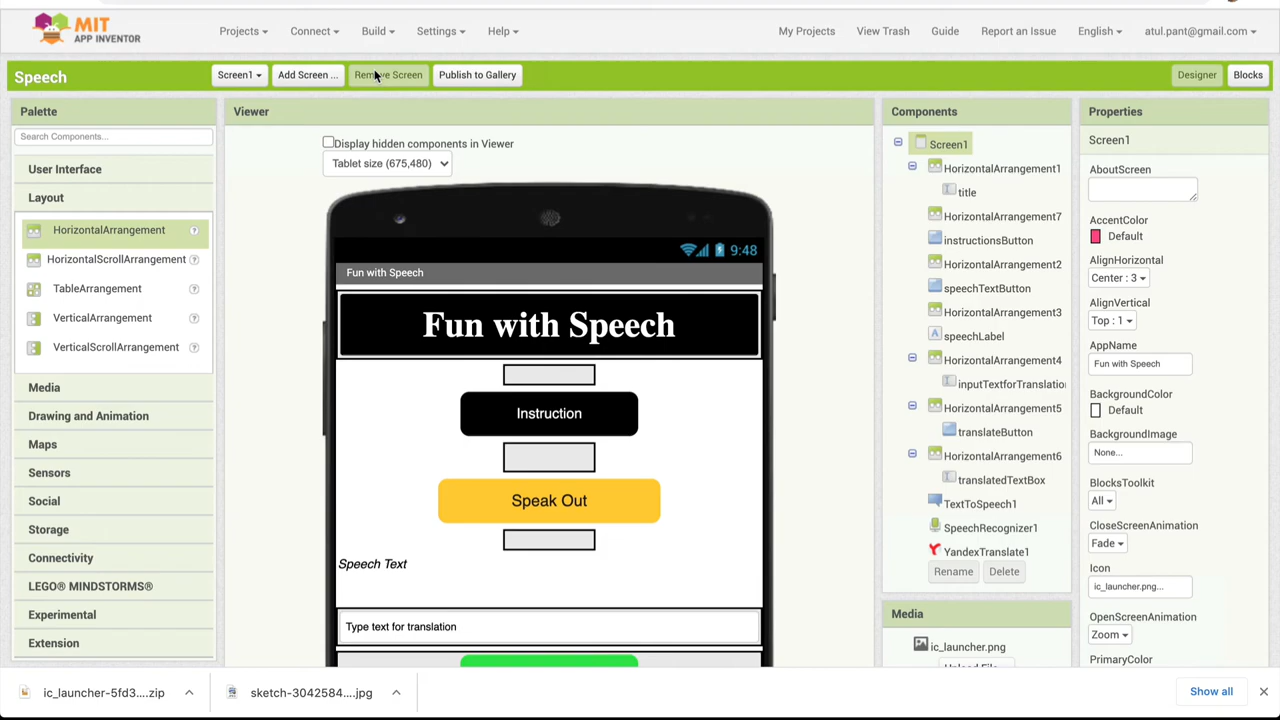 MIT
APP INVENTOR
Projects
Connect
Build
Settings
Help
My Projects
View Trash
Guide
Report an Issue
English
atul.pant@gmail.com
Speech
Screen1
Add Screen ...
Remove Screen
Publish to Gallery
Designer
Blocks
Palette
Search Components...
User Interface
Layout
HorizontalArrangement ?
HorizontalScrollArrangement ?
TableArrangement ?
VerticalArrangement ?
VerticalScrollArrangement ?
Media
Drawing and Animation
Maps
Sensors
Social
Storage
Connectivity
LEGO® MINDSTORMS®
Experimental
Extension
Viewer
Display hidden components in Viewer
Tablet size (675,480)
9:48
Fun with Speech
Fun with Speech
Instruction
Speak Out
Speech Text
Type text for translation
Components
Screen1
HorizontalArrangement1
title
HorizontalArrangement7
instructionsButton
HorizontalArrangement2
speechTextButton
HorizontalArrangement3
A speechLabel
HorizontalArrangement4
inputTextforTranslatio
HorizontalArrangement5
translateButton
HorizontalArrangement6
translatedTextBox
TextToSpeech1
SpeechRecognizer1
YandexTranslate1
Rename
Delete
Media
ic_launcher.png
Upload File
Properties
Screen1
AboutScreen
AccentColor
Default
AlignHorizontal
Center : 3
AlignVertical
Top : 1
AppName
Fun with Speech
BackgroundColor
Default
BackgroundImage
None...
BlocksToolkit
All
CloseScreenAnimation
Fade
Icon
ic_launcher.png...
OpenScreenAnimation
Zoom
PrimaryColor
ic_launcher-5fd3....zip
sketch-3042584....jpg
Show all